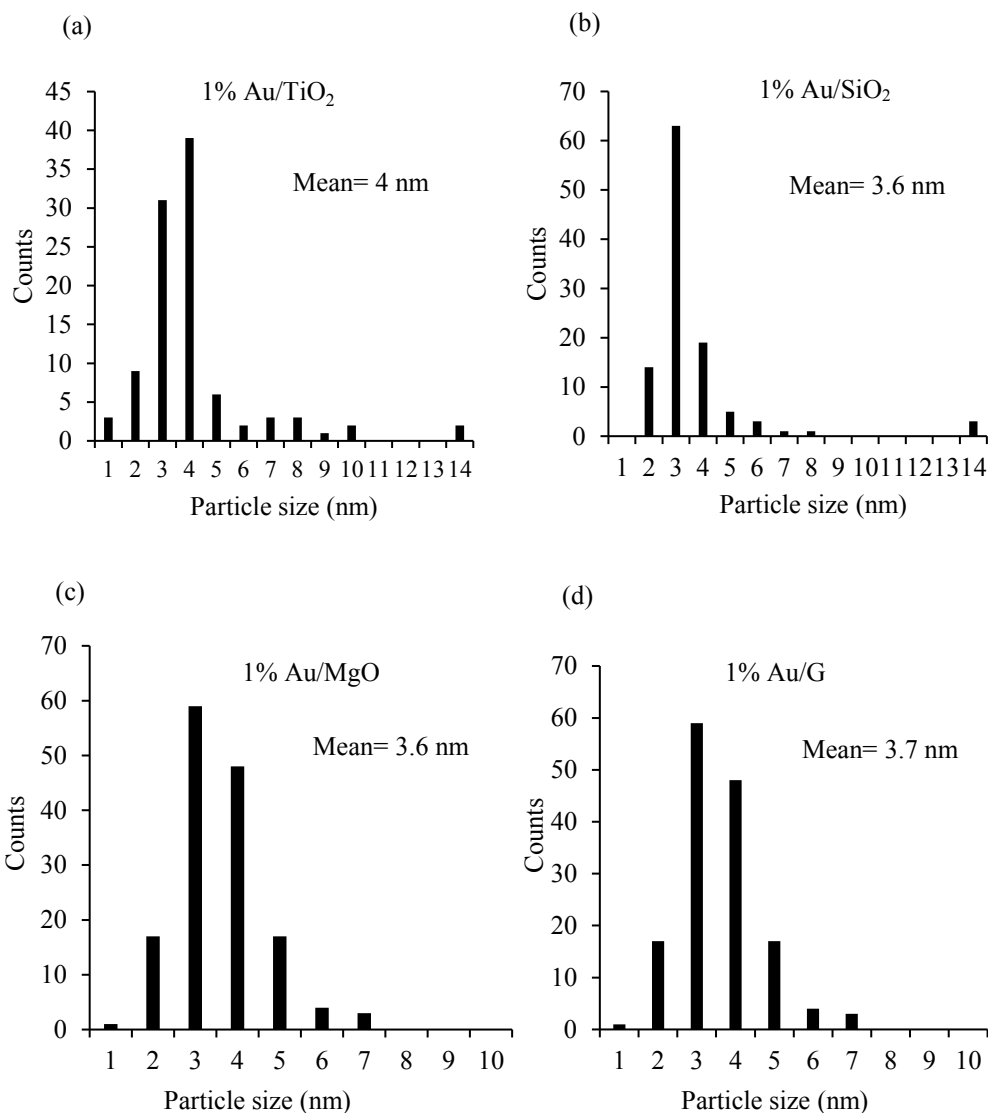 (a)
1% Au/TiO₂
Mean= 4 nm
Counts
45
40
35
30
25
20
15
10
5
0
1 2 3 4 5 6 7 8 9 10 11 12 13 14
Particle size (nm)
(b)
1% Au/SiO₂
Mean= 3.6 nm
Counts
70
60
50
40
30
20
10
0
1 2 3 4 5 6 7 8 9 10 11 12 13 14
Particle size (nm)
(c)
1% Au/MgO
Mean= 3.6 nm
Counts
70
60
50
40
30
20
10
0
1 2 3 4 5 6 7 8 9 10
Particle size (nm)
(d)
1% Au/G
Mean= 3.7 nm
Counts
70
60
50
40
30
20
10
0
1 2 3 4 5 6 7 8 9 10
Particle size (nm)